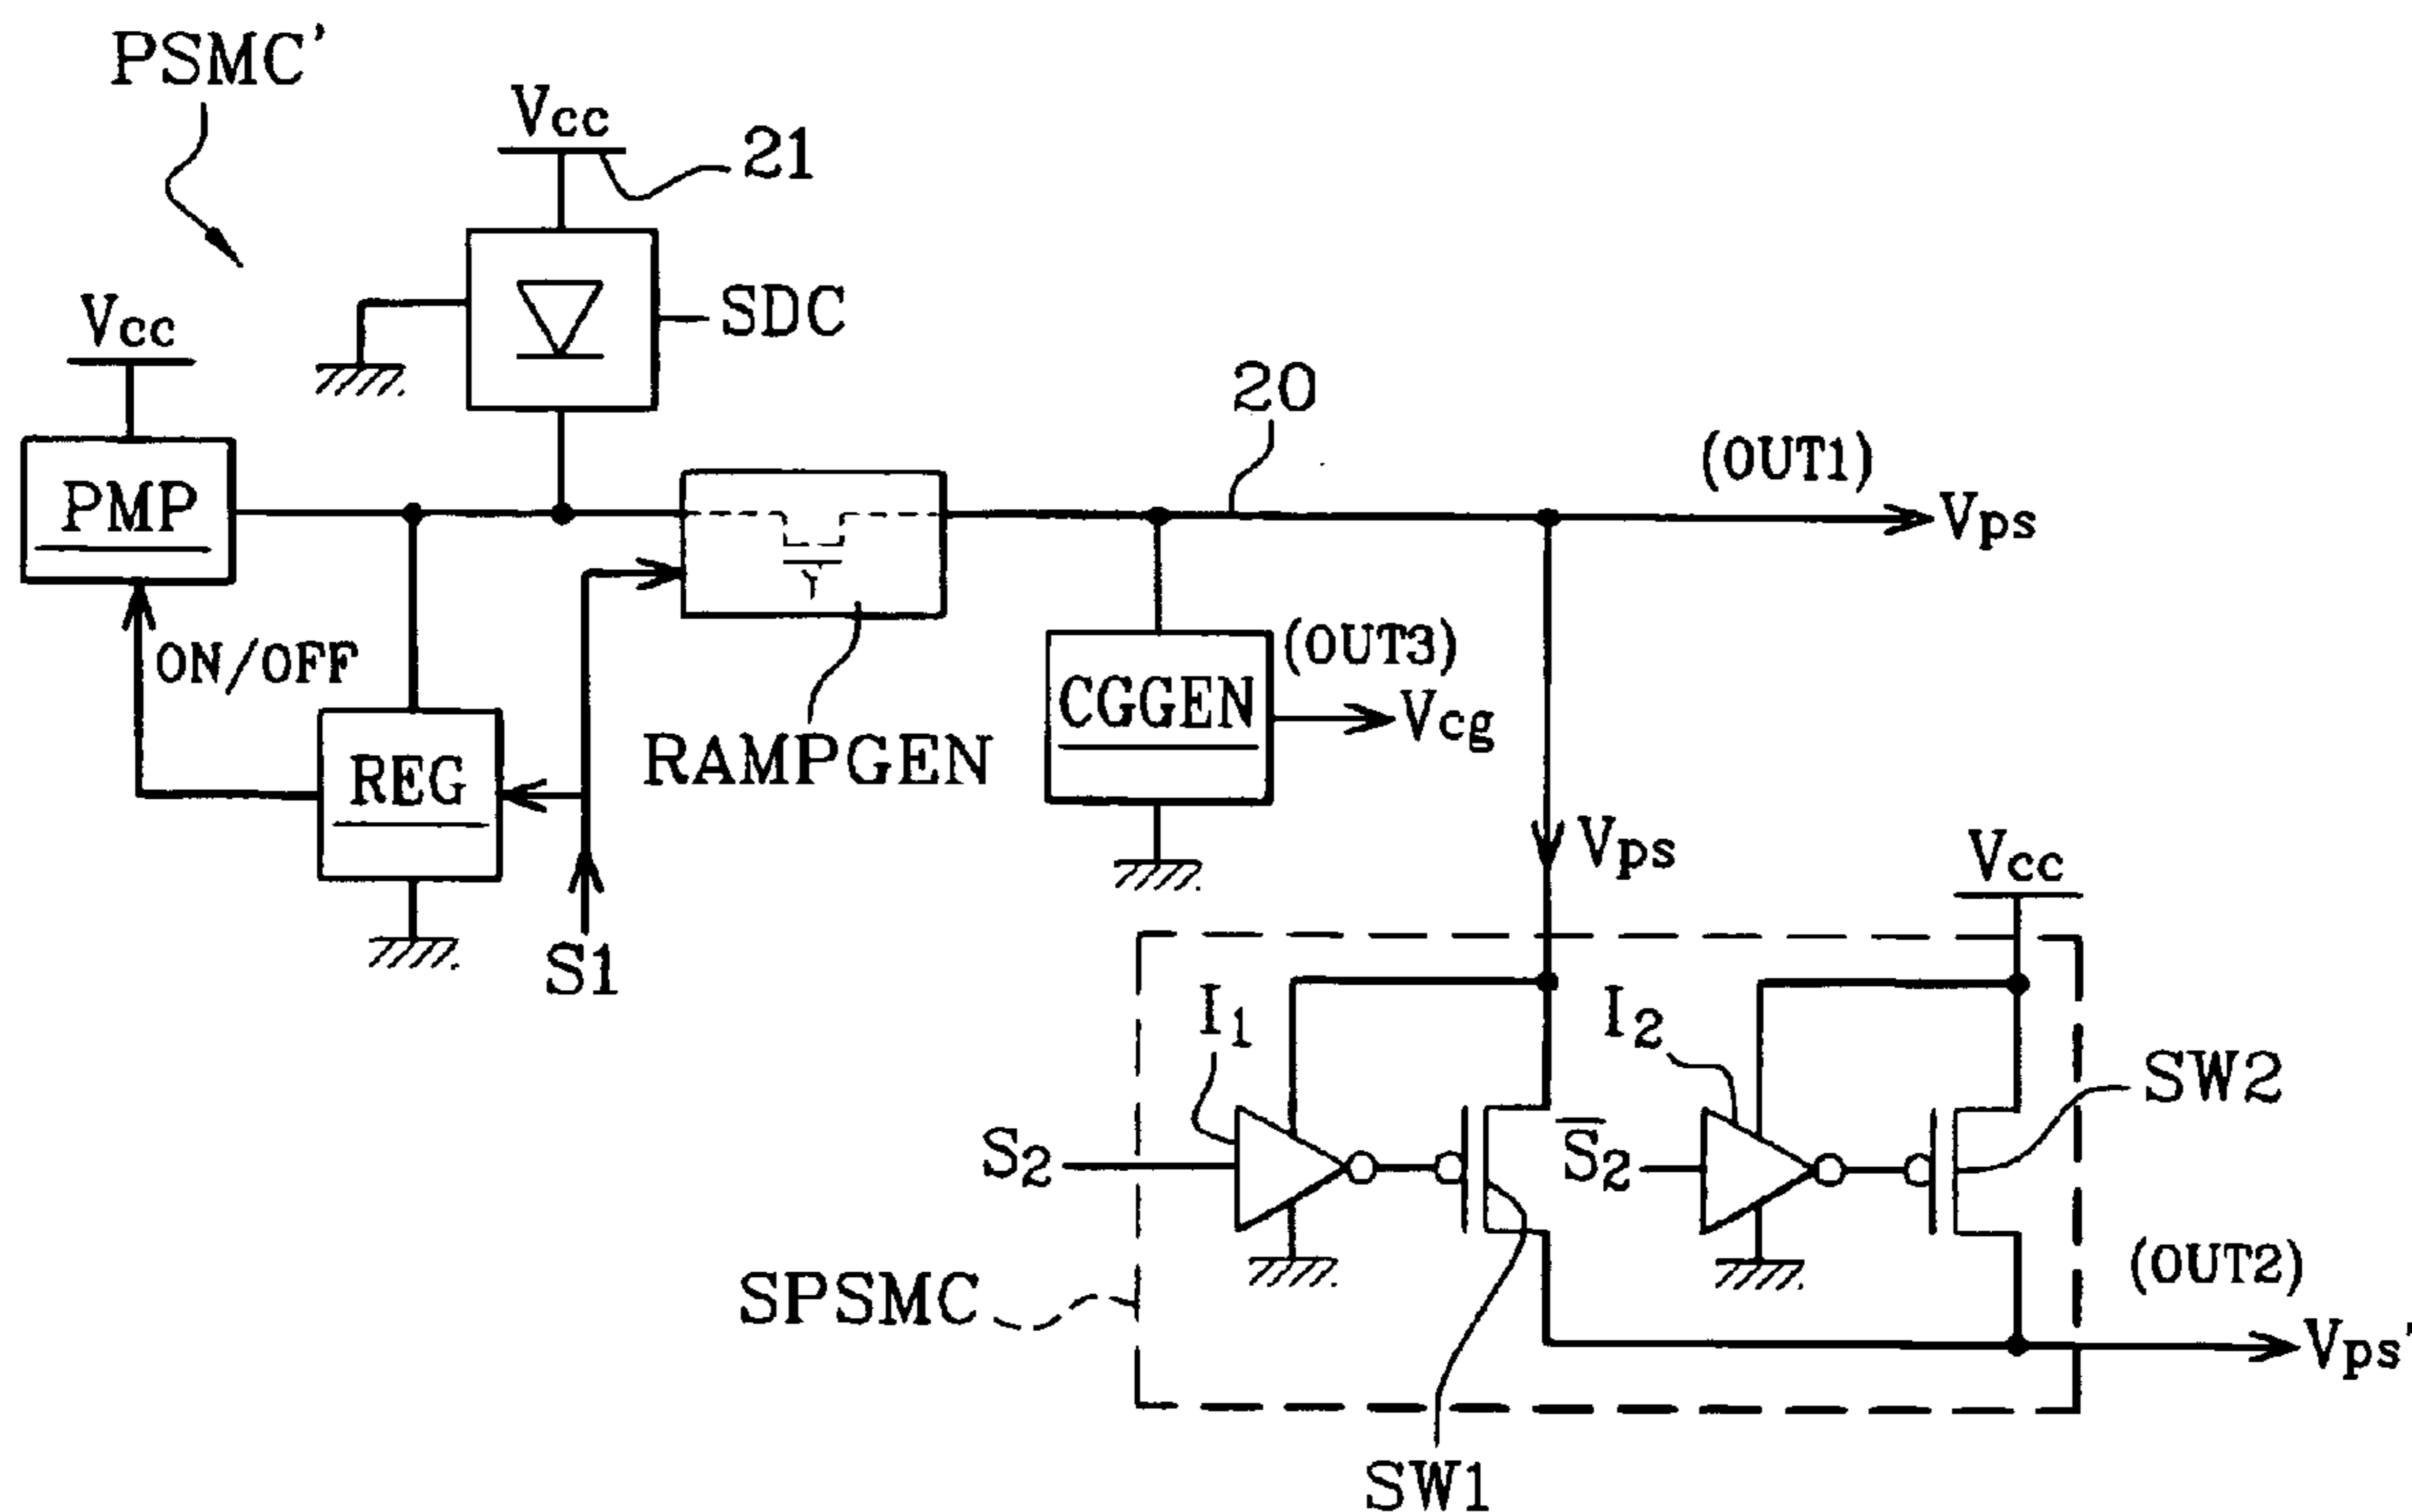 PSMC'
Vcc
21
Vcc
SDC
20
(OUT1)
PMP
Vps
ON/OFF
(OUT3)
CGGEN
Vcg
RAMPGEN
REG
Vps
Vcc
S1
I1
I2
SW2
S2
S̅2
(OUT2)
SPSMC
Vps'
SW1